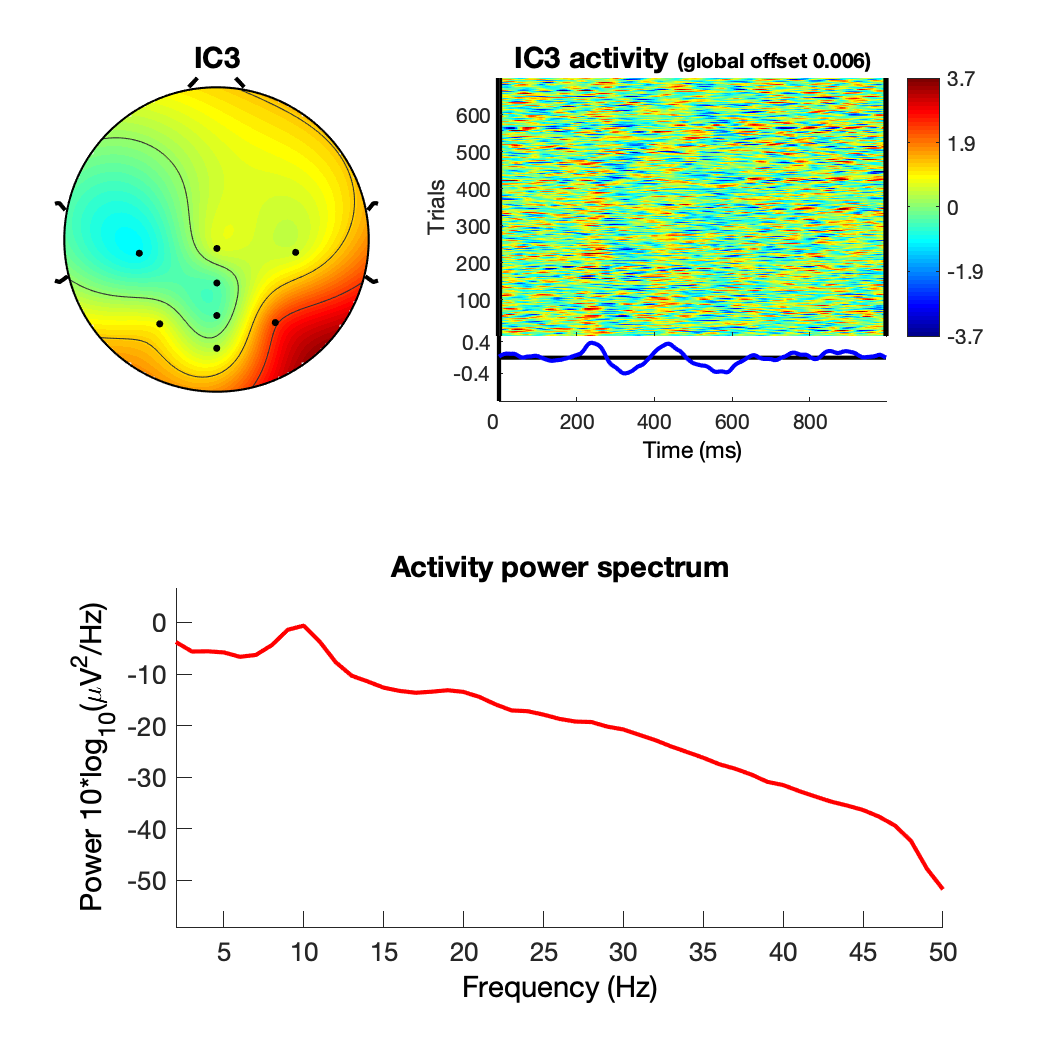 IC3
IC3 activity (global offset 0.006)
Trials
600
500
400
300
200
100
3.7
1.9
0
-1.9
-3.7
0.4
-0.4
0 200 400 600 800
Time (ms)
Activity power spectrum
Power 10*log10(μV²/Hz)
0
-10
-20
-30
-40
-50
5 10 15 20 25 30 35 40 45 50
Frequency (Hz)